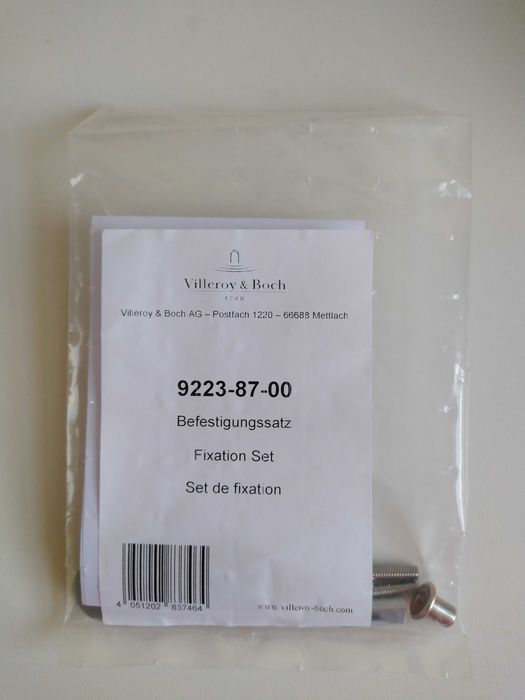 Villeroy & Boch
1748
Villeroy & Boch AG – Postfach 1220 – 66688 Mettlach
9223-87-00
Befestigungssatz
Fixation Set
Set de fixation
4 051202 837464
www.villeroy-boch.com